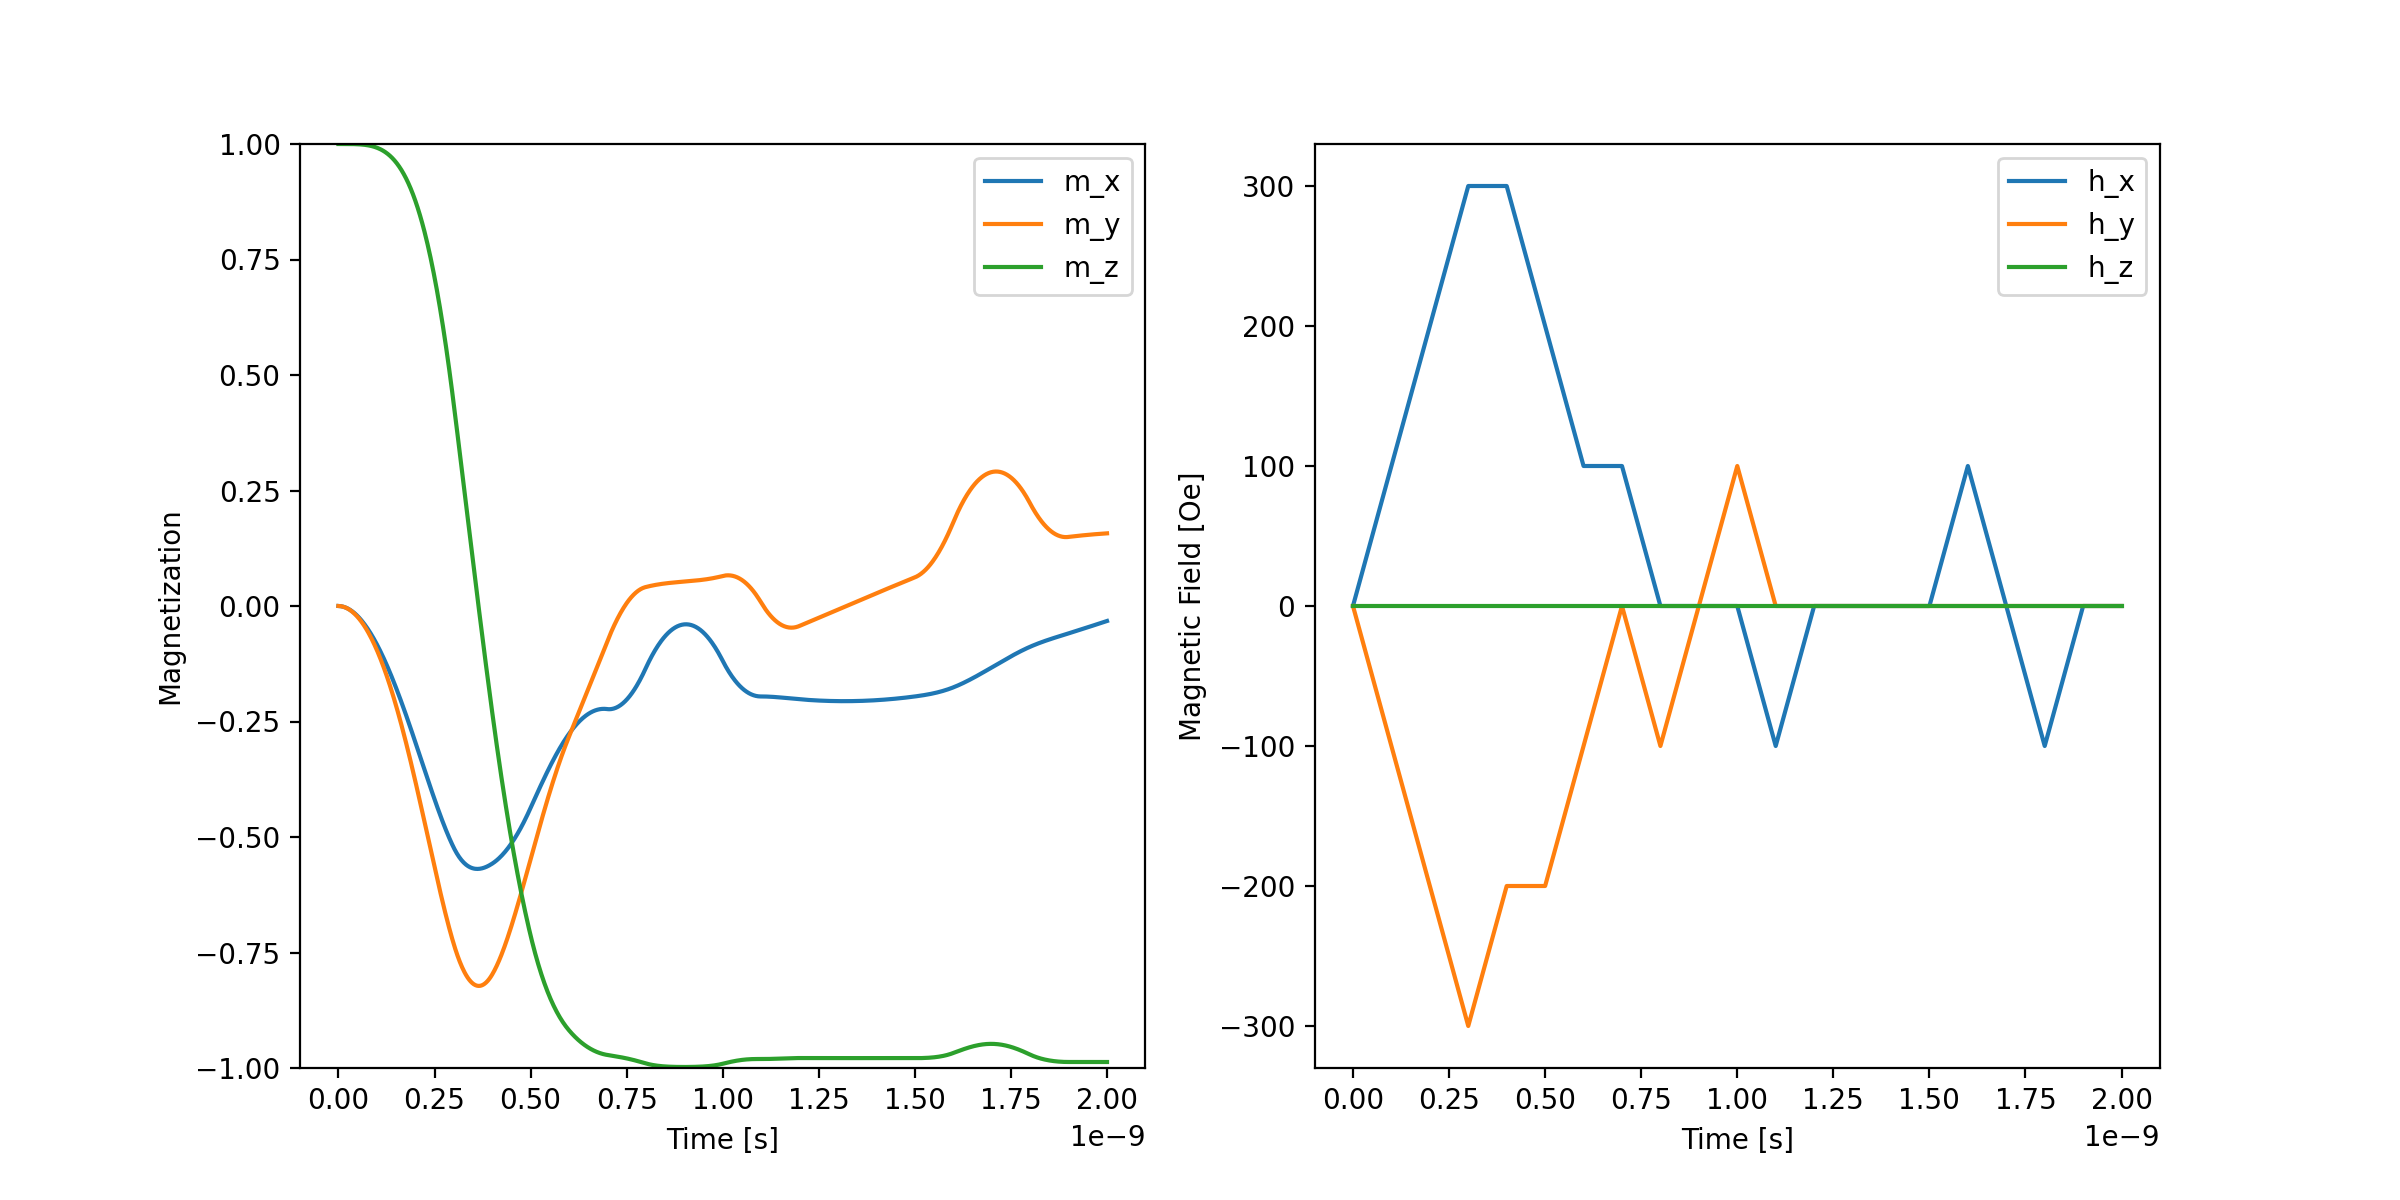 1.00
0.75
0.50
0.25
0.00
−0.25
−0.50
−0.75
−1.00
Magnetization
0.00 0.25 0.50 0.75 1.00 1.25 1.50 1.75 2.00
Time [s]
1e−9
m_x
m_y
m_z
300
200
100
0
−100
−200
−300
Magnetic Field [Oe]
0.00 0.25 0.50 0.75 1.00 1.25 1.50 1.75 2.00
Time [s]
1e−9
h_x
h_y
h_z